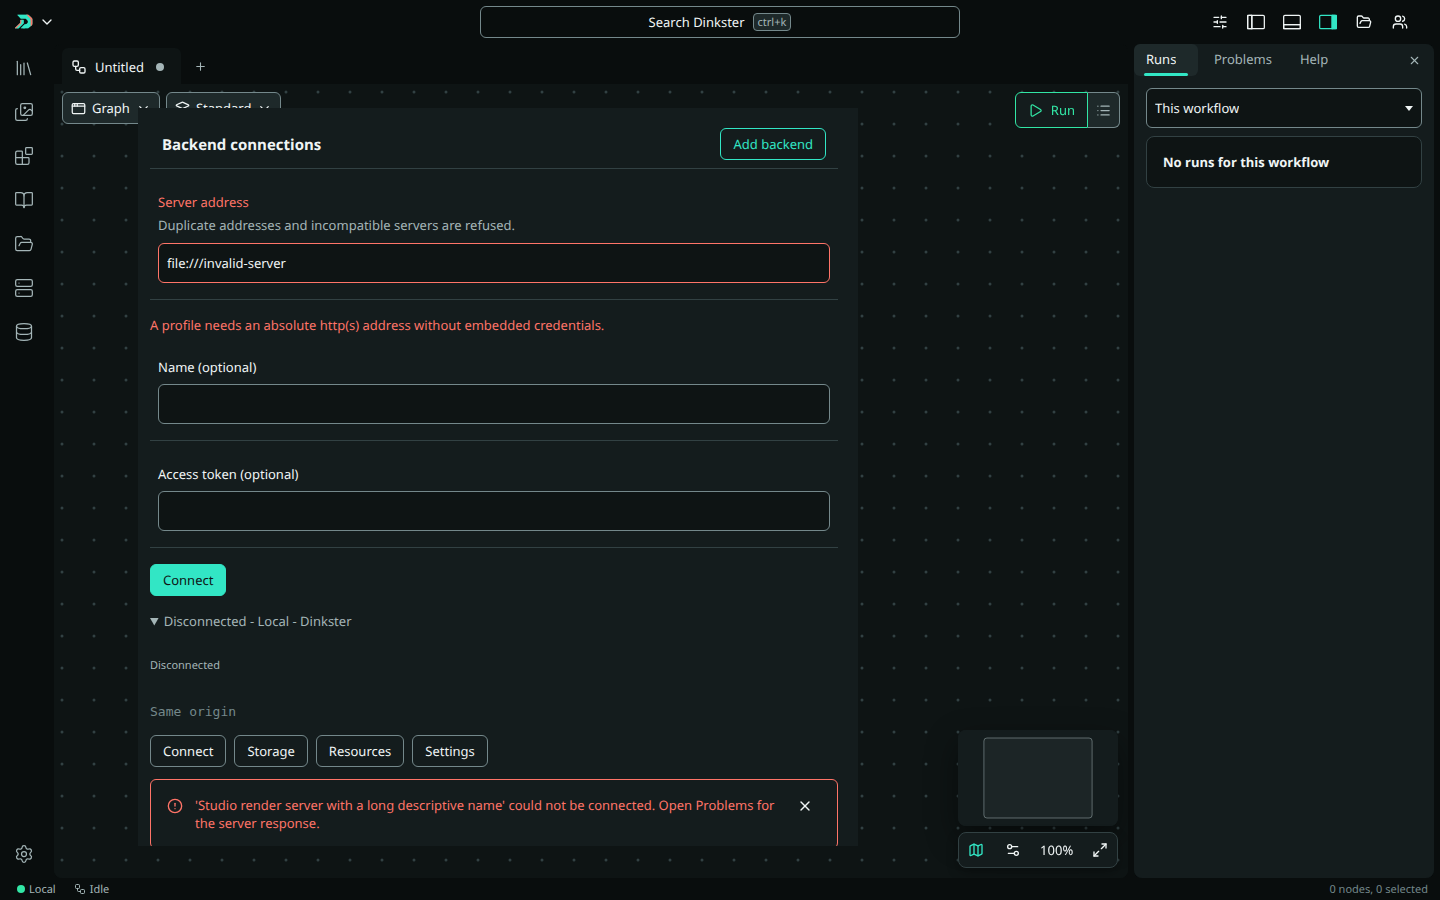 Search Dinkster ctrl+k
Untitled
Graph
Standard
Run
Runs
Problems
Help
This workflow
No runs for this workflow
Backend connections
Add backend
Server address
Duplicate addresses and incompatible servers are refused.
file:///invalid-server
A profile needs an absolute http(s) address without embedded credentials.
Name (optional)
Access token (optional)
Connect
Disconnected - Local - Dinkster
Disconnected
Same origin
Connect
Storage
Resources
Settings
'Studio render server with a long descriptive name' could not be connected. Open Problems for
the server response.
100%
Local
Idle
0 nodes, 0 selected